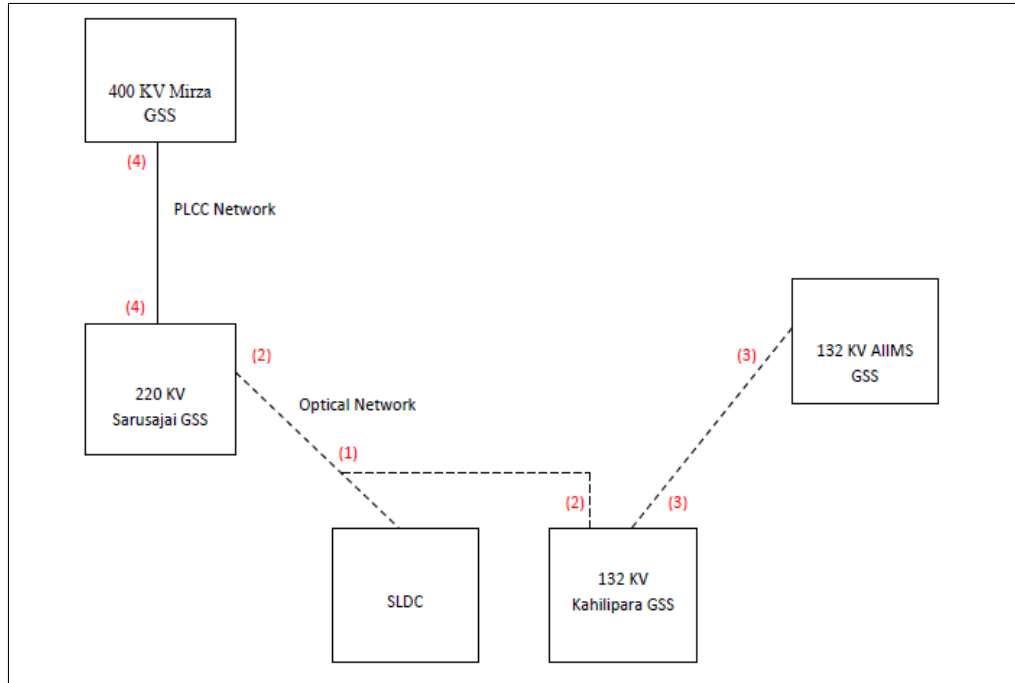 400 KV Mirza
GSS
(4)
PLCC Network
(4)
220 KV
Sarusajai GSS
(2)
Optical Network
(1)
(2)
(3)
(3)
132 KV AIIMS
GSS
SLDC
132 KV
Kahilipara GSS